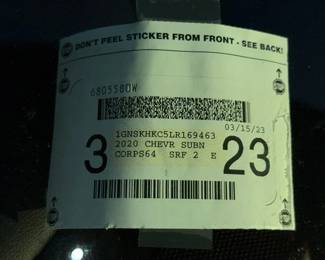 DON'T PEEL STICKER FROM FRONT - SEE BACK!
6805580W
03/15/23
1GNSKHKC5LR169463
3 2020 CHEVR SUBN 23
CORPS64 SRF 2 E